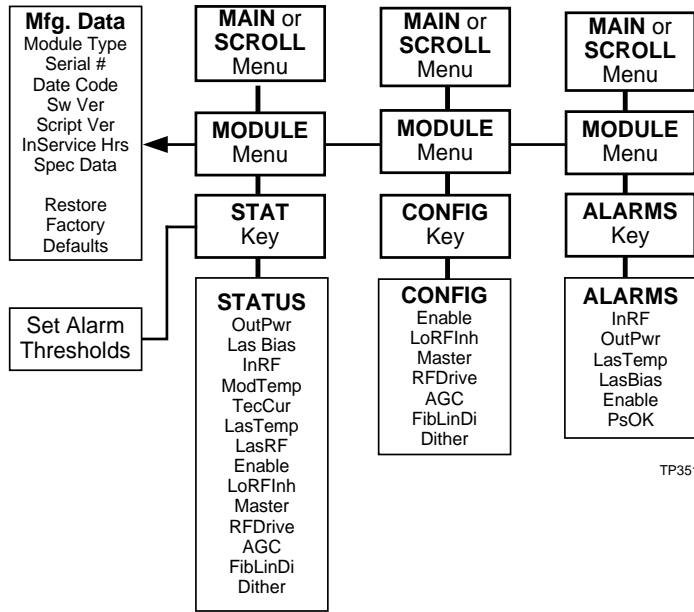 Mfg. Data
Module Type
Serial #
Date Code
Sw Ver
Script Ver
InService Hrs
Spec Data
Restore
Factory
Defaults
Set Alarm
Thresholds
MAIN or
SCROLL
Menu
MODULE
Menu
STAT
Key
STATUS
OutPwr
Las Bias
InRF
ModTemp
TecCur
LasTemp
LasRF
Enable
LoRFInh
Master
RFDrive
AGC
FibLinDi
Dither
MAIN or
SCROLL
Menu
MODULE
Menu
CONFIG
Key
CONFIG
Enable
LoRFInh
Master
RFDrive
AGC
FibLinDi
Dither
MAIN or
SCROLL
Menu
MODULE
Menu
ALARMS
Key
ALARMS
InRF
OutPwr
LasTemp
LasBias
Enable
PsOK
TP351